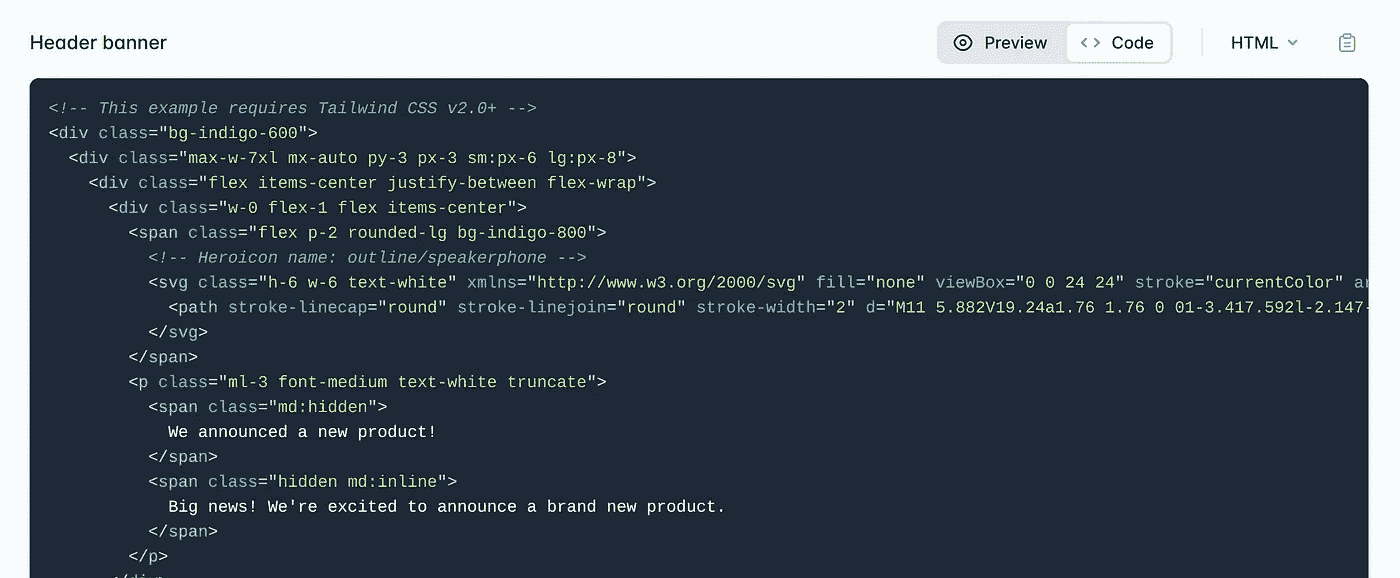 Header banner
Preview
Code
HTML
<!-- This example requires Tailwind CSS v2.0+ -->
<div class="bg-indigo-600">
<div class="max-w-7xl mx-auto py-3 px-3 sm:px-6 lg:px-8">
<div class="flex items-center justify-between flex-wrap">
<div class="w-0 flex-1 flex items-center">
<span class="flex p-2 rounded-lg bg-indigo-800">
<!-- Heroicon name: outline/speakerphone -->
<svg class="h-6 w-6 text-white" xmlns="http://www.w3.org/2000/svg" fill="none" viewBox="0 0 24 24" stroke="currentColor"
<path stroke-linecap="round" stroke-linejoin="round" stroke-width="2" d="M11 5.882V19.24a1.76 1.76 0 01-3.417.592l-2.147-
</svg>
</span>
<p class="ml-3 font-medium text-white truncate">
<span class="md:hidden">
We announced a new product!
</span>
<span class="hidden md:inline">
Big news! We're excited to announce a brand new product.
</span>
</p>